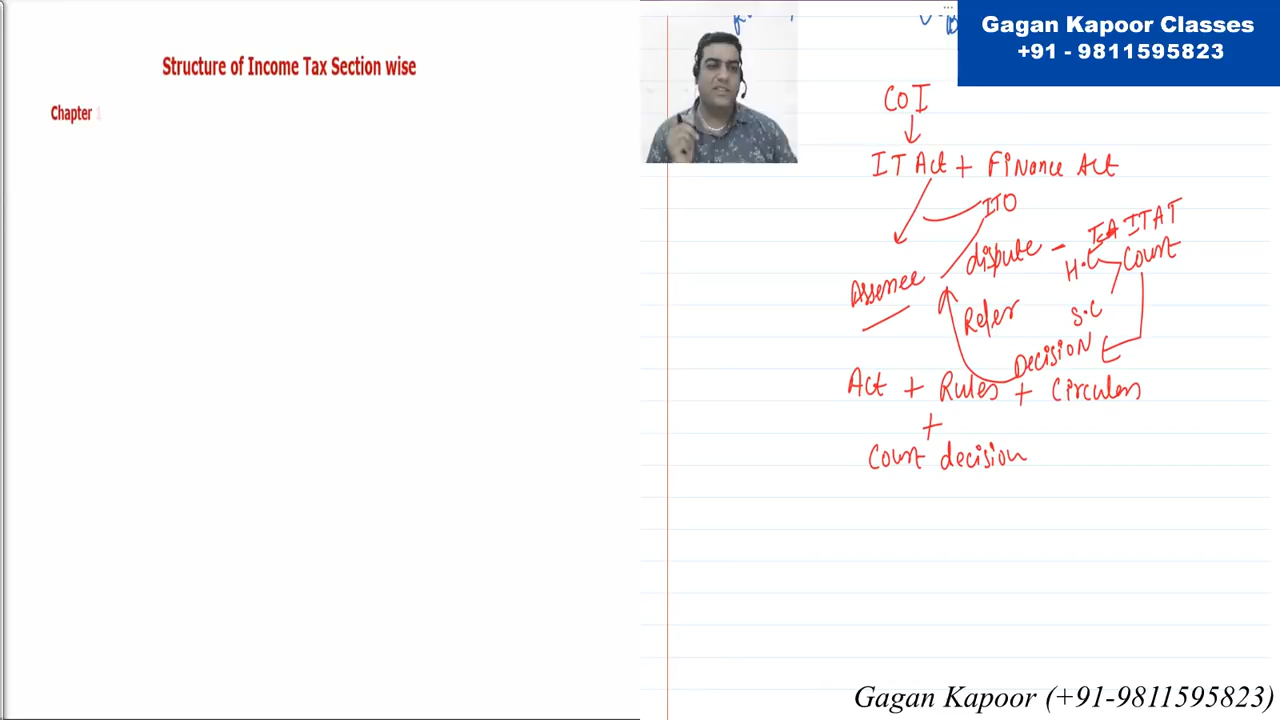 Structure of Income Tax Section wise
Chapter 1
Gagan Kapoor Classes
+91 - 9811595823
COI
IT Act + Finance Act
ITO
dispute - ITAT
H.C Court
Assessee
Refer
S.C
Decision
Act + Rules + Circulars
+
Court decision
Gagan Kapoor (+91-9811595823)